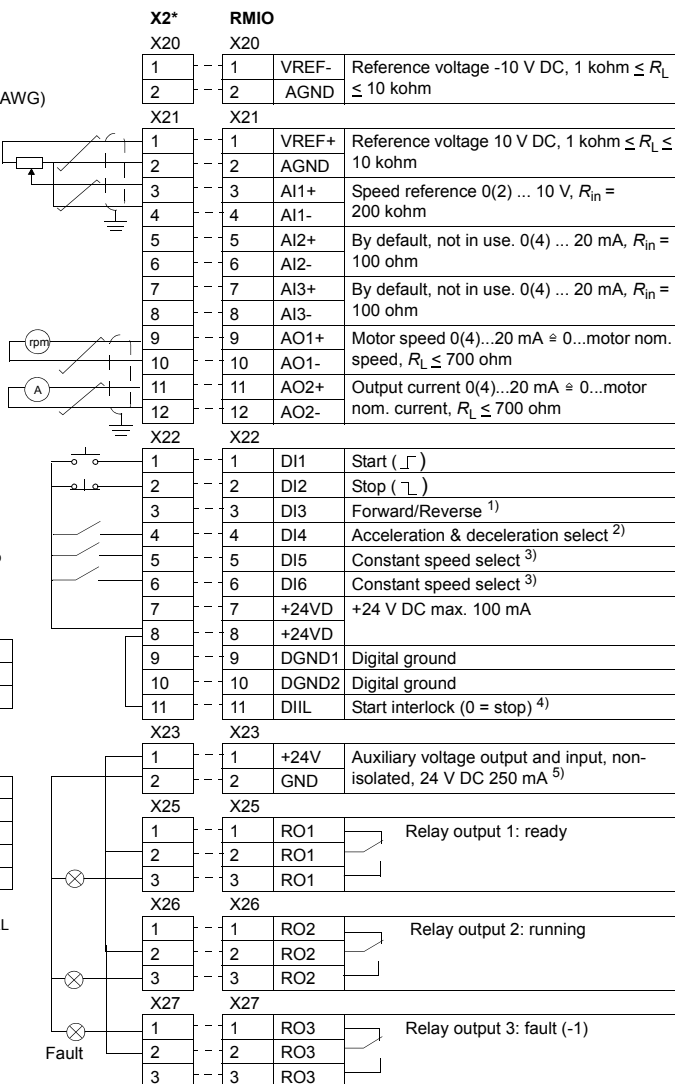 X2* RMIO
X20 X20
1 1 VREF- Reference voltage -10 V DC, 1 kohm ≤ RL
2 2 AGND ≤ 10 kohm
AWG)
X21 X21
1 1 VREF+ Reference voltage 10 V DC, 1 kohm ≤ RL ≤
2 2 AGND 10 kohm
3 3 AI1+ Speed reference 0(2) ... 10 V, Rin =
4 4 AI1- 200 kohm
5 5 AI2+ By default, not in use. 0(4) ... 20 mA, Rin =
6 6 AI2- 100 ohm
7 7 AI3+ By default, not in use. 0(4) ... 20 mA, Rin =
8 8 AI3- 100 ohm
rpm 9 9 AO1+ Motor speed 0(4)...20 mA ≙ 0...motor nom.
10 10 AO1- speed, RL ≤ 700 ohm
A 11 11 AO2+ Output current 0(4)...20 mA ≙ 0...motor
12 12 AO2- nom. current, RL ≤ 700 ohm
X22 X22
1 1 DI1 Start ( )
2 2 DI2 Stop ( )
3 3 DI3 Forward/Reverse 1)
4 4 DI4 Acceleration & deceleration select 2)
5 5 DI5 Constant speed select 3)
6 6 DI6 Constant speed select 3)
7 7 +24VD +24 V DC max. 100 mA
8 8 +24VD
9 9 DGND1 Digital ground
10 10 DGND2 Digital ground
11 11 DIIL Start interlock (0 = stop) 4)
X23 X23
1 1 +24V Auxiliary voltage output and input, non-
2 2 GND isolated, 24 V DC 250 mA 5)
X25 X25
1 1 RO1 Relay output 1: ready
2 2 RO1
3 3 RO1
X26 X26
1 1 RO2 Relay output 2: running
2 2 RO2
3 3 RO2
X27 X27
1 1 RO3 Relay output 3: fault (-1)
Fault 2 2 RO3
3 3 RO3